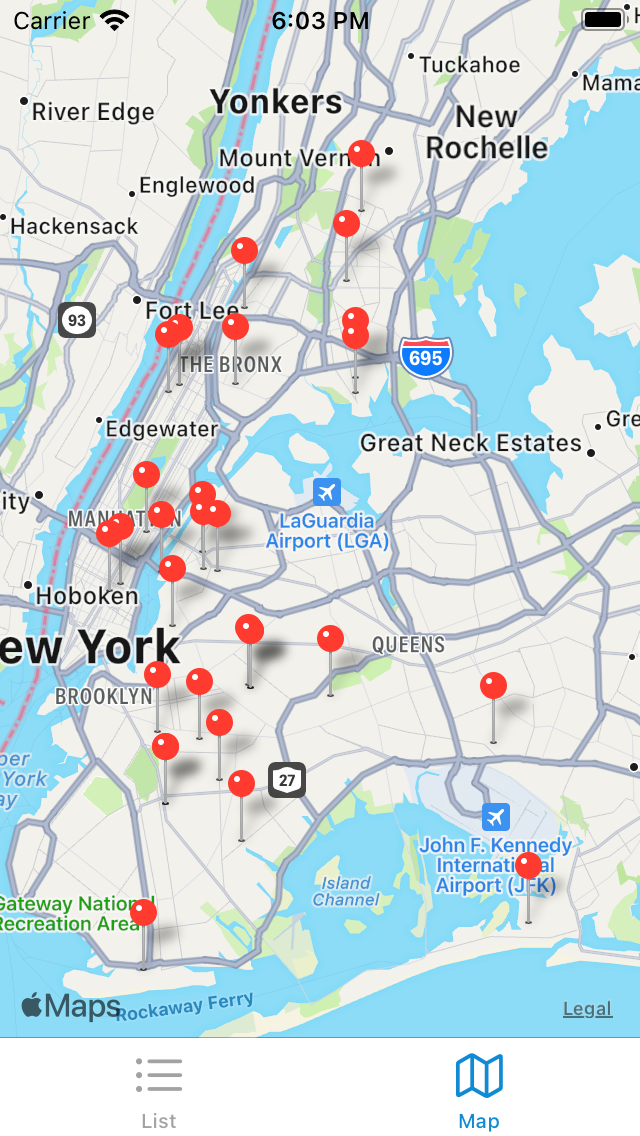 Carrier
6:03 PM
Tuckahoe
Mama
River Edge
Yonkers
New
Rochelle
Mount Vern n
Englewood
Hackensack
Fort Lee
93
THE BRONX
695
Edgewater
Gre
Great Neck Estates
ity
MANHATTAN
LaGuardia
Airport (LGA)
Hoboken
ew York
QUEENS
BROOKLYN
per
York
ay
27
John F. Kennedy
International
Airport (JFK)
Island
Channel
Gateway National
Recreation Area
Maps
Rockaway Ferry
Legal
List
Map